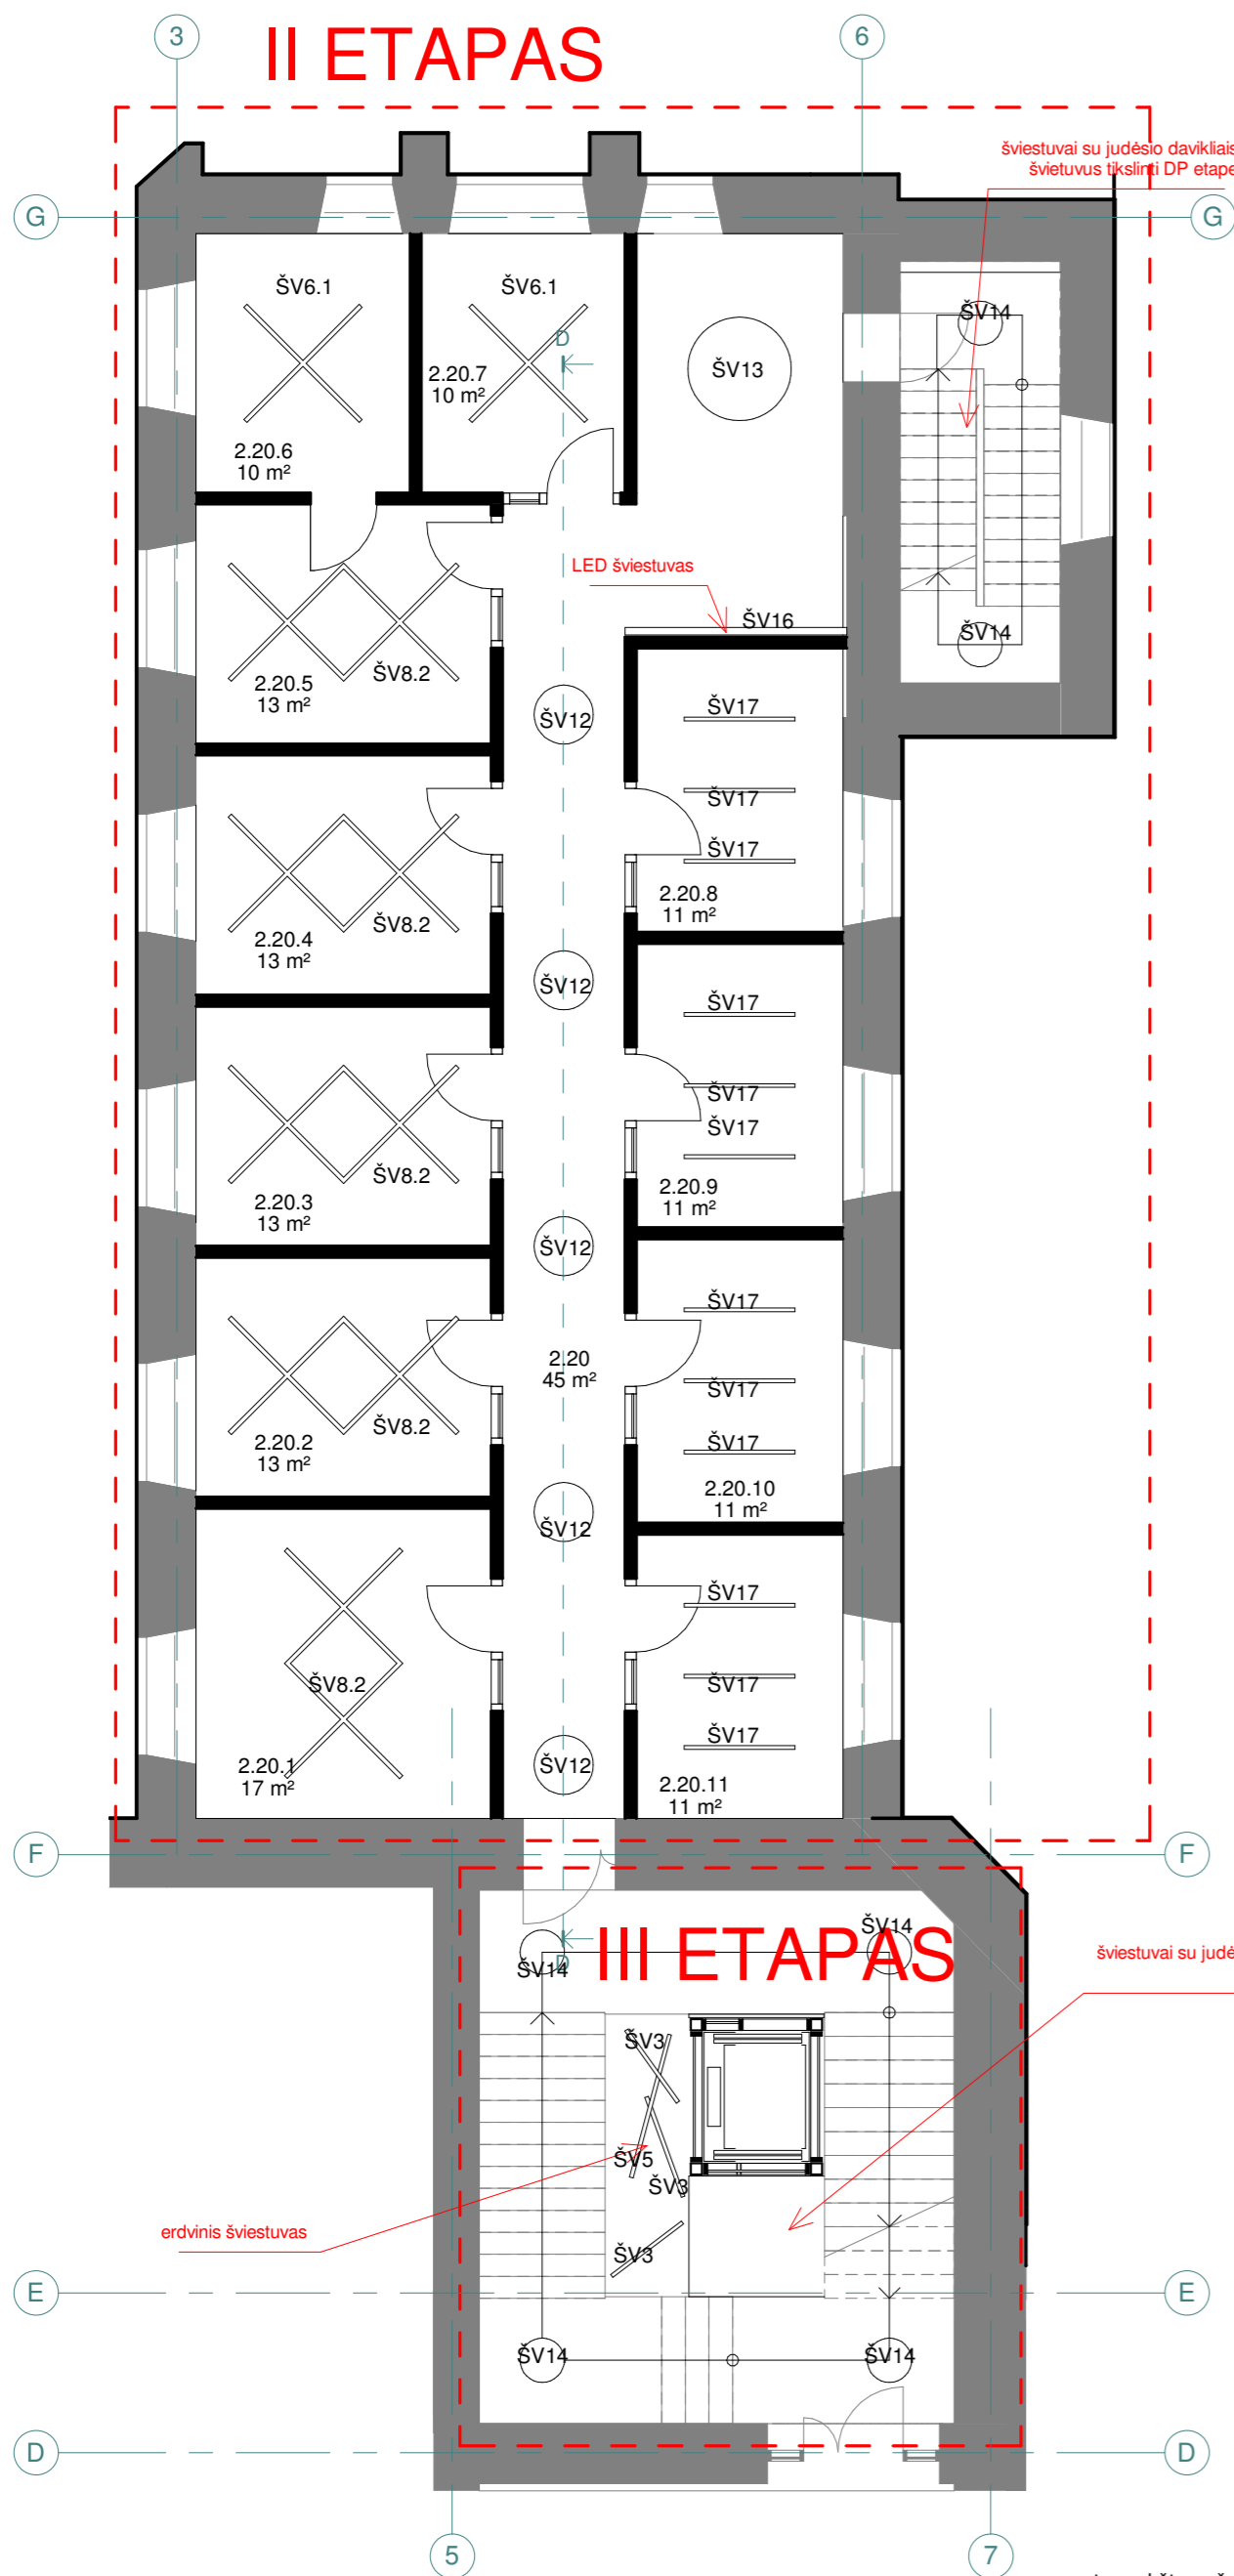 3
II ETAPAS
6
šviestuvai su judėsio davikliais
švietuvus tikslinti DP etape
G
G
ŠV6.1
ŠV6.1
ŠV14
D
ŠV13
2.20.7
10 m²
2.20.6
10 m²
LED šviestuvas
ŠV16
ŠV14
2.20.5
13 m²
ŠV8.2
ŠV12
ŠV17
ŠV17
ŠV17
2.20.8
11 m²
2.20.4
13 m²
ŠV8.2
ŠV12
ŠV17
ŠV17
ŠV17
2.20.9
11 m²
2.20.3
13 m²
ŠV8.2
ŠV12
ŠV17
2.20
45 m²
ŠV17
ŠV17
2.20.2
13 m²
ŠV8.2
2.20.10
11 m²
ŠV12
ŠV17
ŠV8.2
ŠV17
ŠV17
2.20.1
17 m²
ŠV12
2.20.11
11 m²
F
F
III ETAPAS
ŠV14
ŠV14
D
šviestuvai su judė
ŠV3
ŠV5
ŠV3
erdvinis šviestuvas
ŠV3
E
E
ŠV14
ŠV14
D
D
5
7